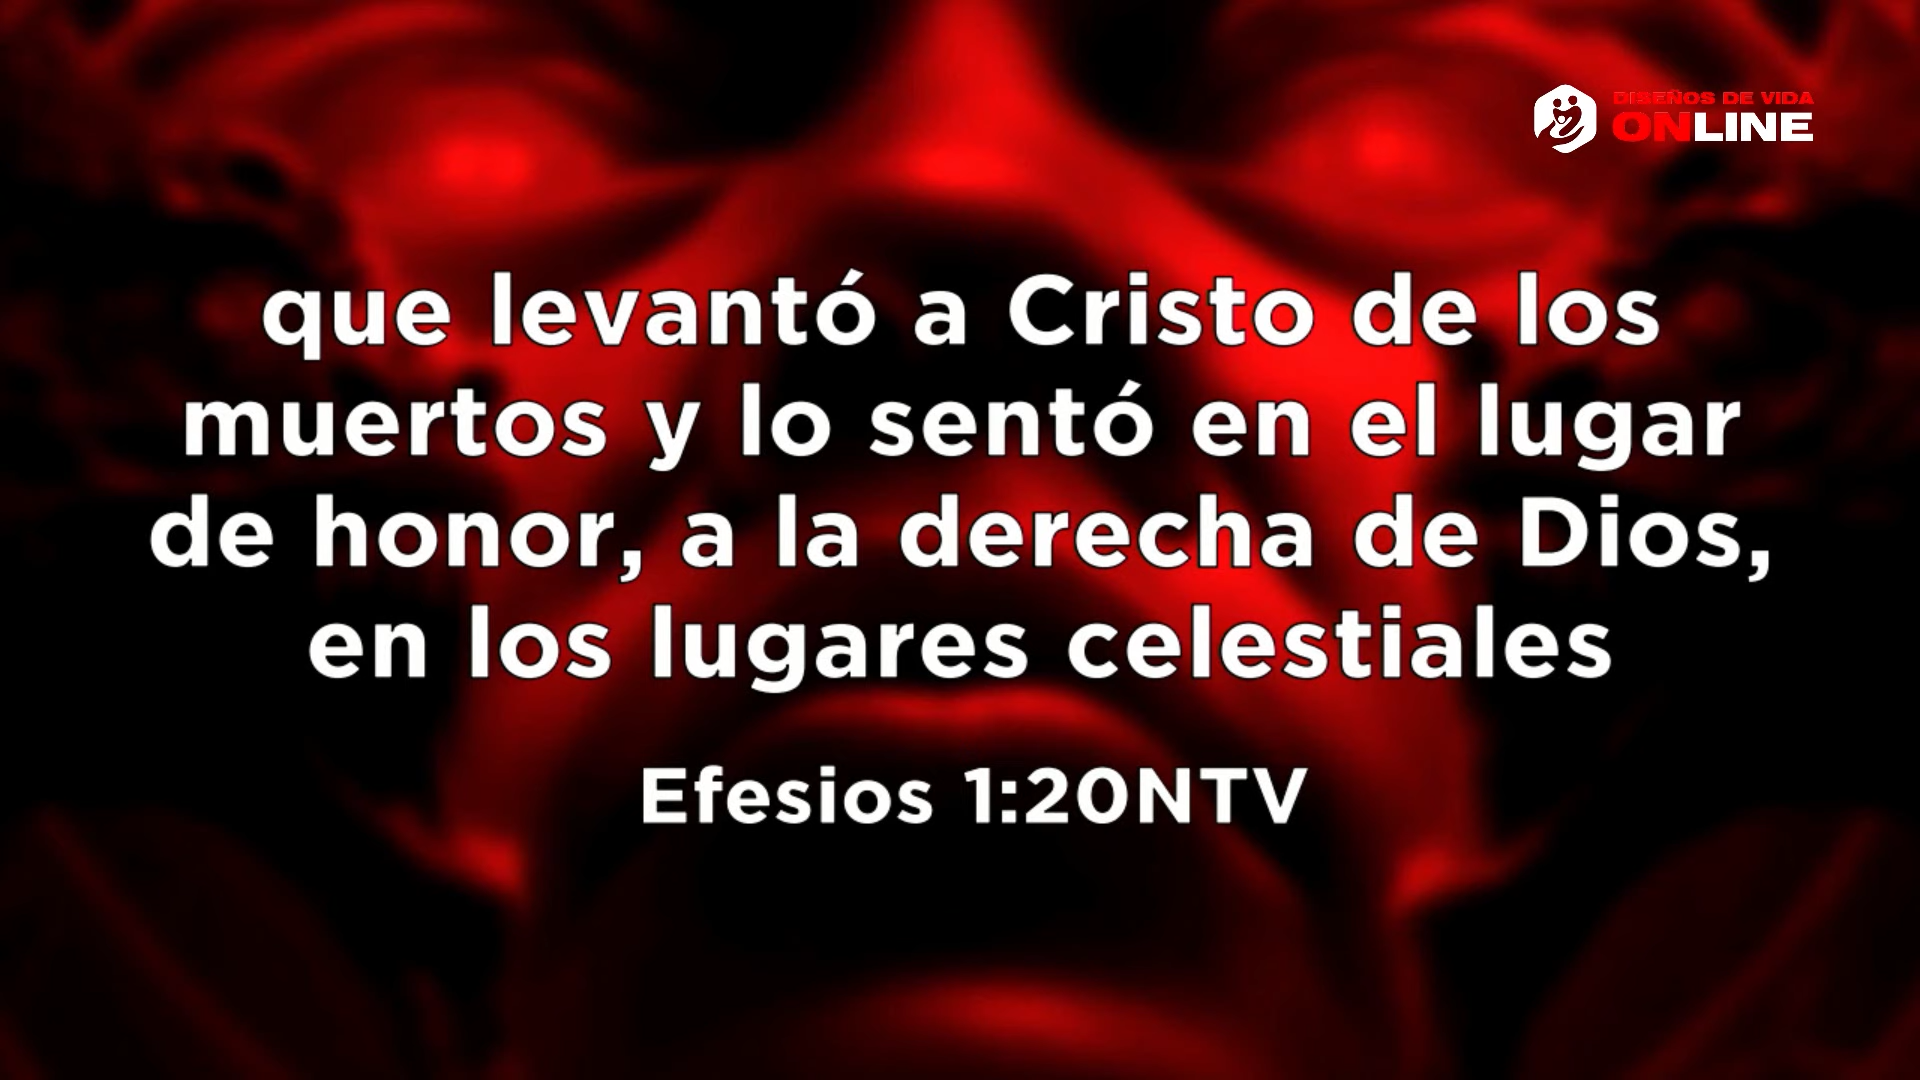 DISEÑOS DE VIDA
ONLINE
que levantó a Cristo de los
muertos y lo sentó en el lugar
de honor, a la derecha de Dios,
en los lugares celestiales
Efesios 1:20NTV